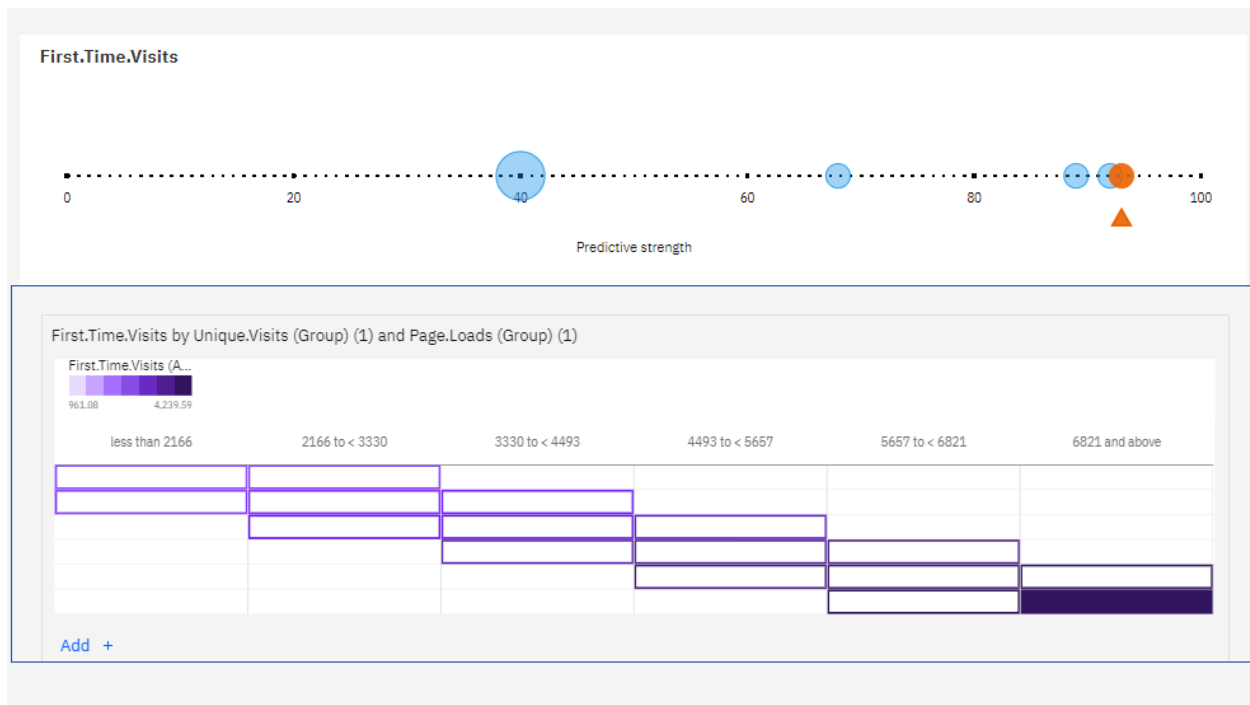 First.Time.Visits
0 20 40 60 80 100
Predictive strength
First.Time.Visits by Unique.Visits (Group) (1) and Page.Loads (Group) (1)
First.Time.Visits (A...
961.08 4,239.59
less than 2166 2166 to < 3330 3330 to < 4493 4493 to < 5657 5657 to < 6821 6821 and above
Add +